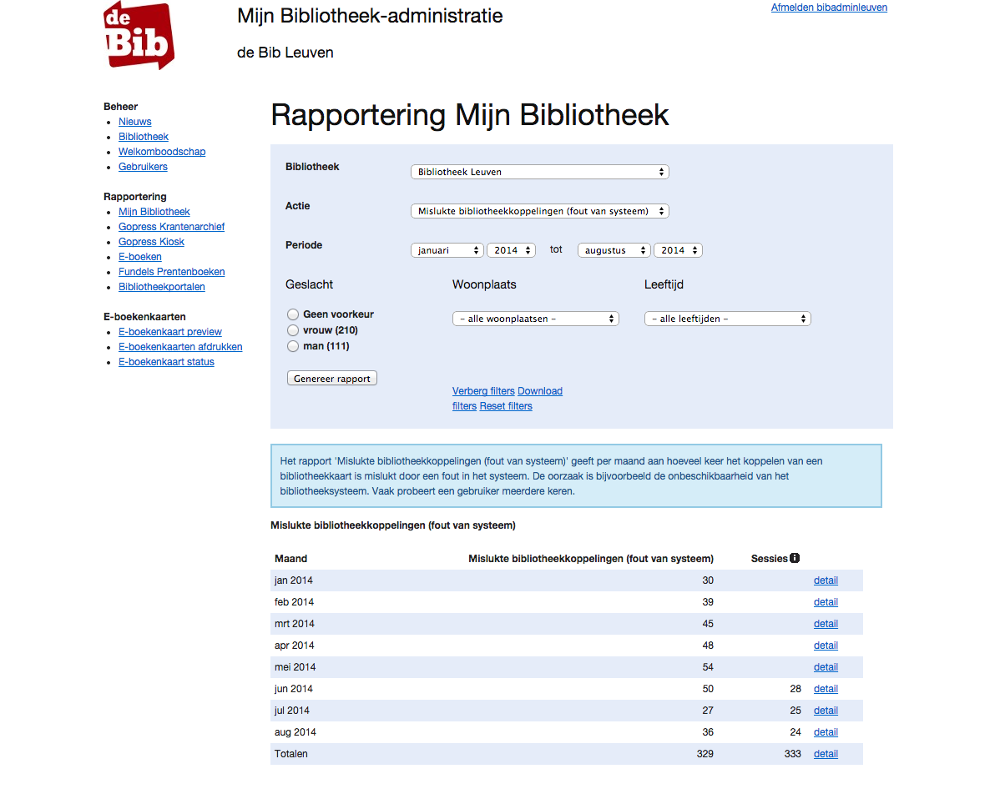 de
Bib
Mijn Bibliotheek-administratie
Afmelden bibadminleuven
de Bib Leuven
Beheer
Nieuws
Bibliotheek
Welkomboodschap
Gebruikers
Rapportering
Mijn Bibliotheek
Gopress Krantenarchief
Gopress Kiosk
E-boeken
Fundels Prentenboeken
Bibliotheekportalen
E-boekenkaarten
E-boekenkaart preview
E-boekenkaarten afdrukken
E-boekenkaart status
Rapportering Mijn Bibliotheek
Bibliotheek Bibliotheek Leuven
Actie Mislukte bibliotheekkoppelingen (fout van systeem)
Periode januari 2014 tot augustus 2014
Geslacht Woonplaats Leeftijd
Geen voorkeur – alle woonplaatsen – – alle leeftijden –
vrouw (210)
man (111)
Genereer rapport
Verberg filters Download
filters Reset filters
Het rapport 'Mislukte bibliotheekkoppelingen (fout van systeem)' geeft per maand aan hoeveel keer het koppelen van een
bibliotheekkaart is mislukt door een fout in het systeem. De oorzaak is bijvoorbeeld de onbeschikbaarheid van het
bibliotheeksysteem. Vaak probeert een gebruiker meerdere keren.
Mislukte bibliotheekkoppelingen (fout van systeem)
Maand Mislukte bibliotheekkoppelingen (fout van systeem) Sessies i
jan 2014 30 detail
feb 2014 39 detail
mrt 2014 45 detail
apr 2014 48 detail
mei 2014 54 detail
jun 2014 50 28 detail
jul 2014 27 25 detail
aug 2014 36 24 detail
Totalen 329 333 detail